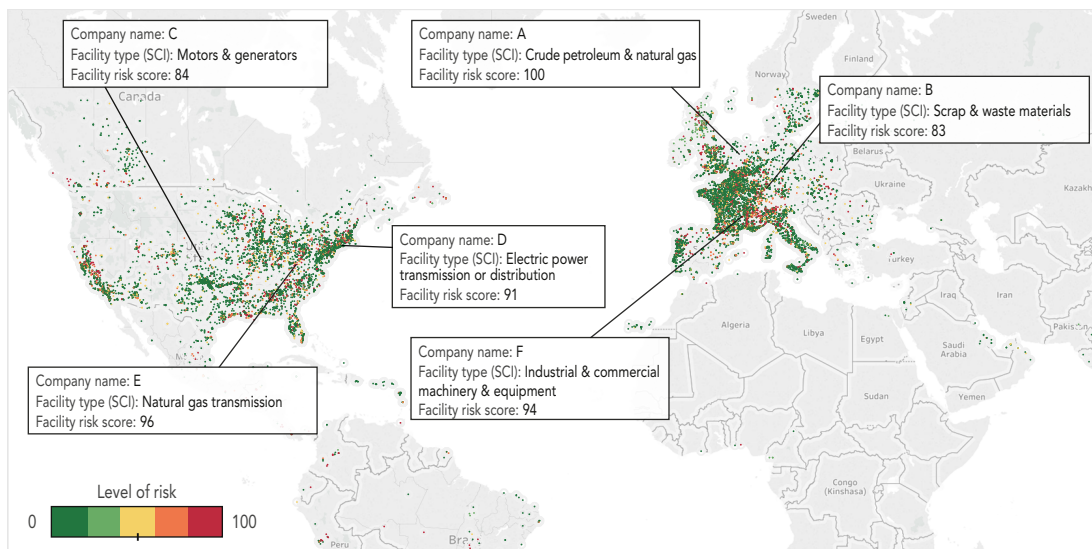 Company name: C
Facility type (SCI): Motors & generators
Facility risk score: 84
Company name: A
Facility type (SCI): Crude petroleum & natural gas
Facility risk score: 100
Company name: B
Facility type (SCI): Scrap & waste materials
Facility risk score: 83
Company name: D
Facility type (SCI): Electric power
transmission or distribution
Facility risk score: 91
Company name: E
Facility type (SCI): Natural gas transmission
Facility risk score: 96
Company name: F
Facility type (SCI): Industrial & commercial
machinery & equipment
Facility risk score: 94
Canada
Sweden
Finland
Norway
Belarus
Ukraine
Kazakh
Turkey
Iraq
Iran
Pakist
Algeria
Libya
Egypt
Saudi
Arabia
Sudan
Yemen
Congo
(Kinshasa)
Peru
Level of risk
0
100